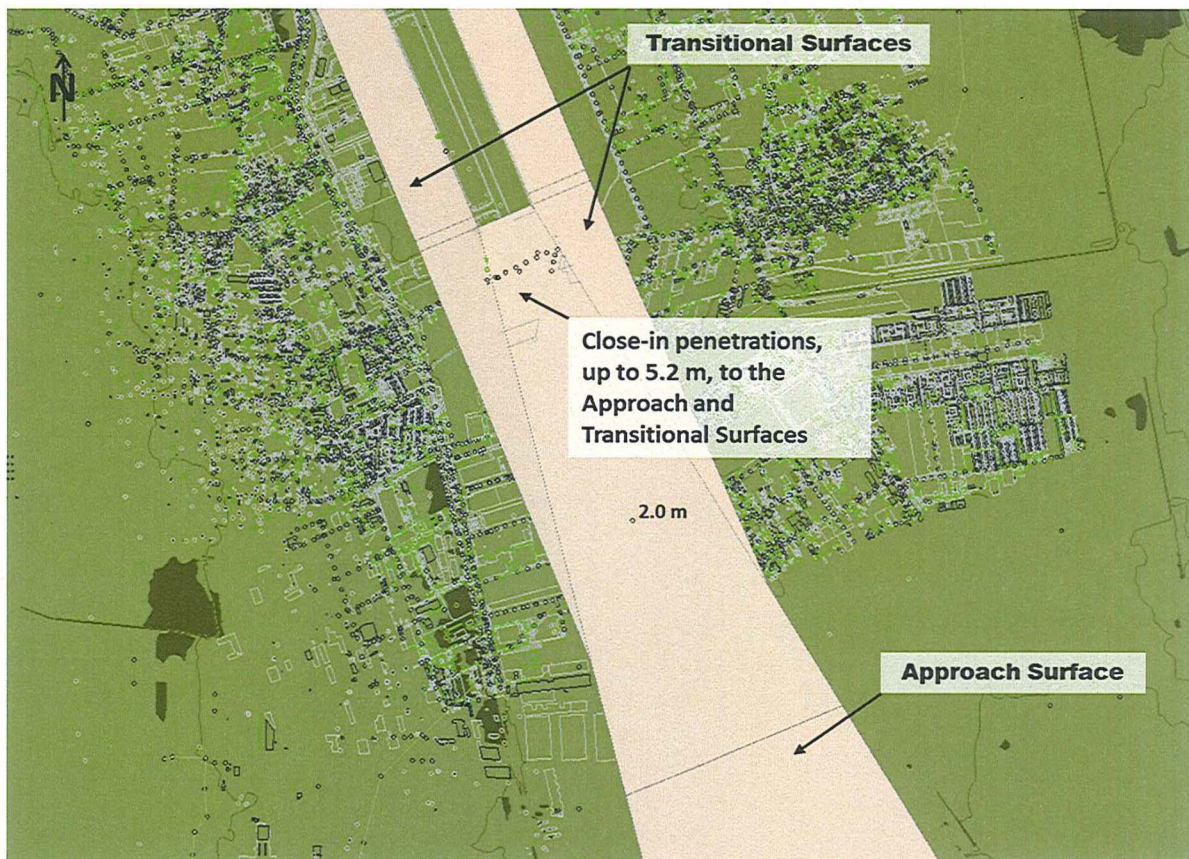 Transitional Surfaces
N
Close-in penetrations,
up to 5.2 m, to the
Approach and
Transitional Surfaces
2.0 m
Approach Surface